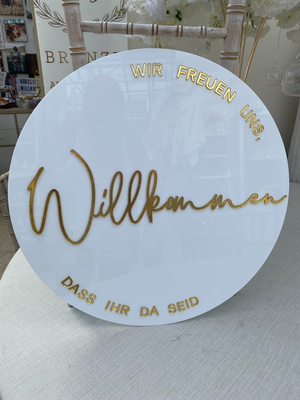 WIR FREUEN UNS,
Willkommen
DASS IHR DA SEID